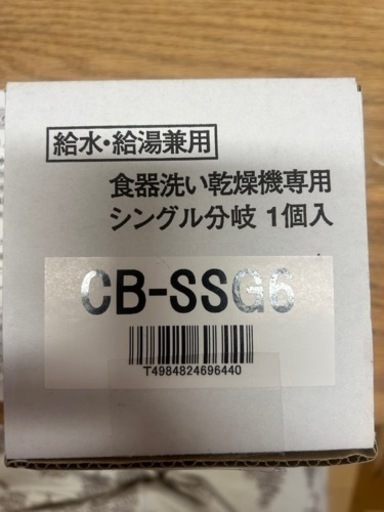 給水・給湯兼用
食器洗い乾燥機専用
シングル分岐 1個入
CB-SSG6
T4984824696440